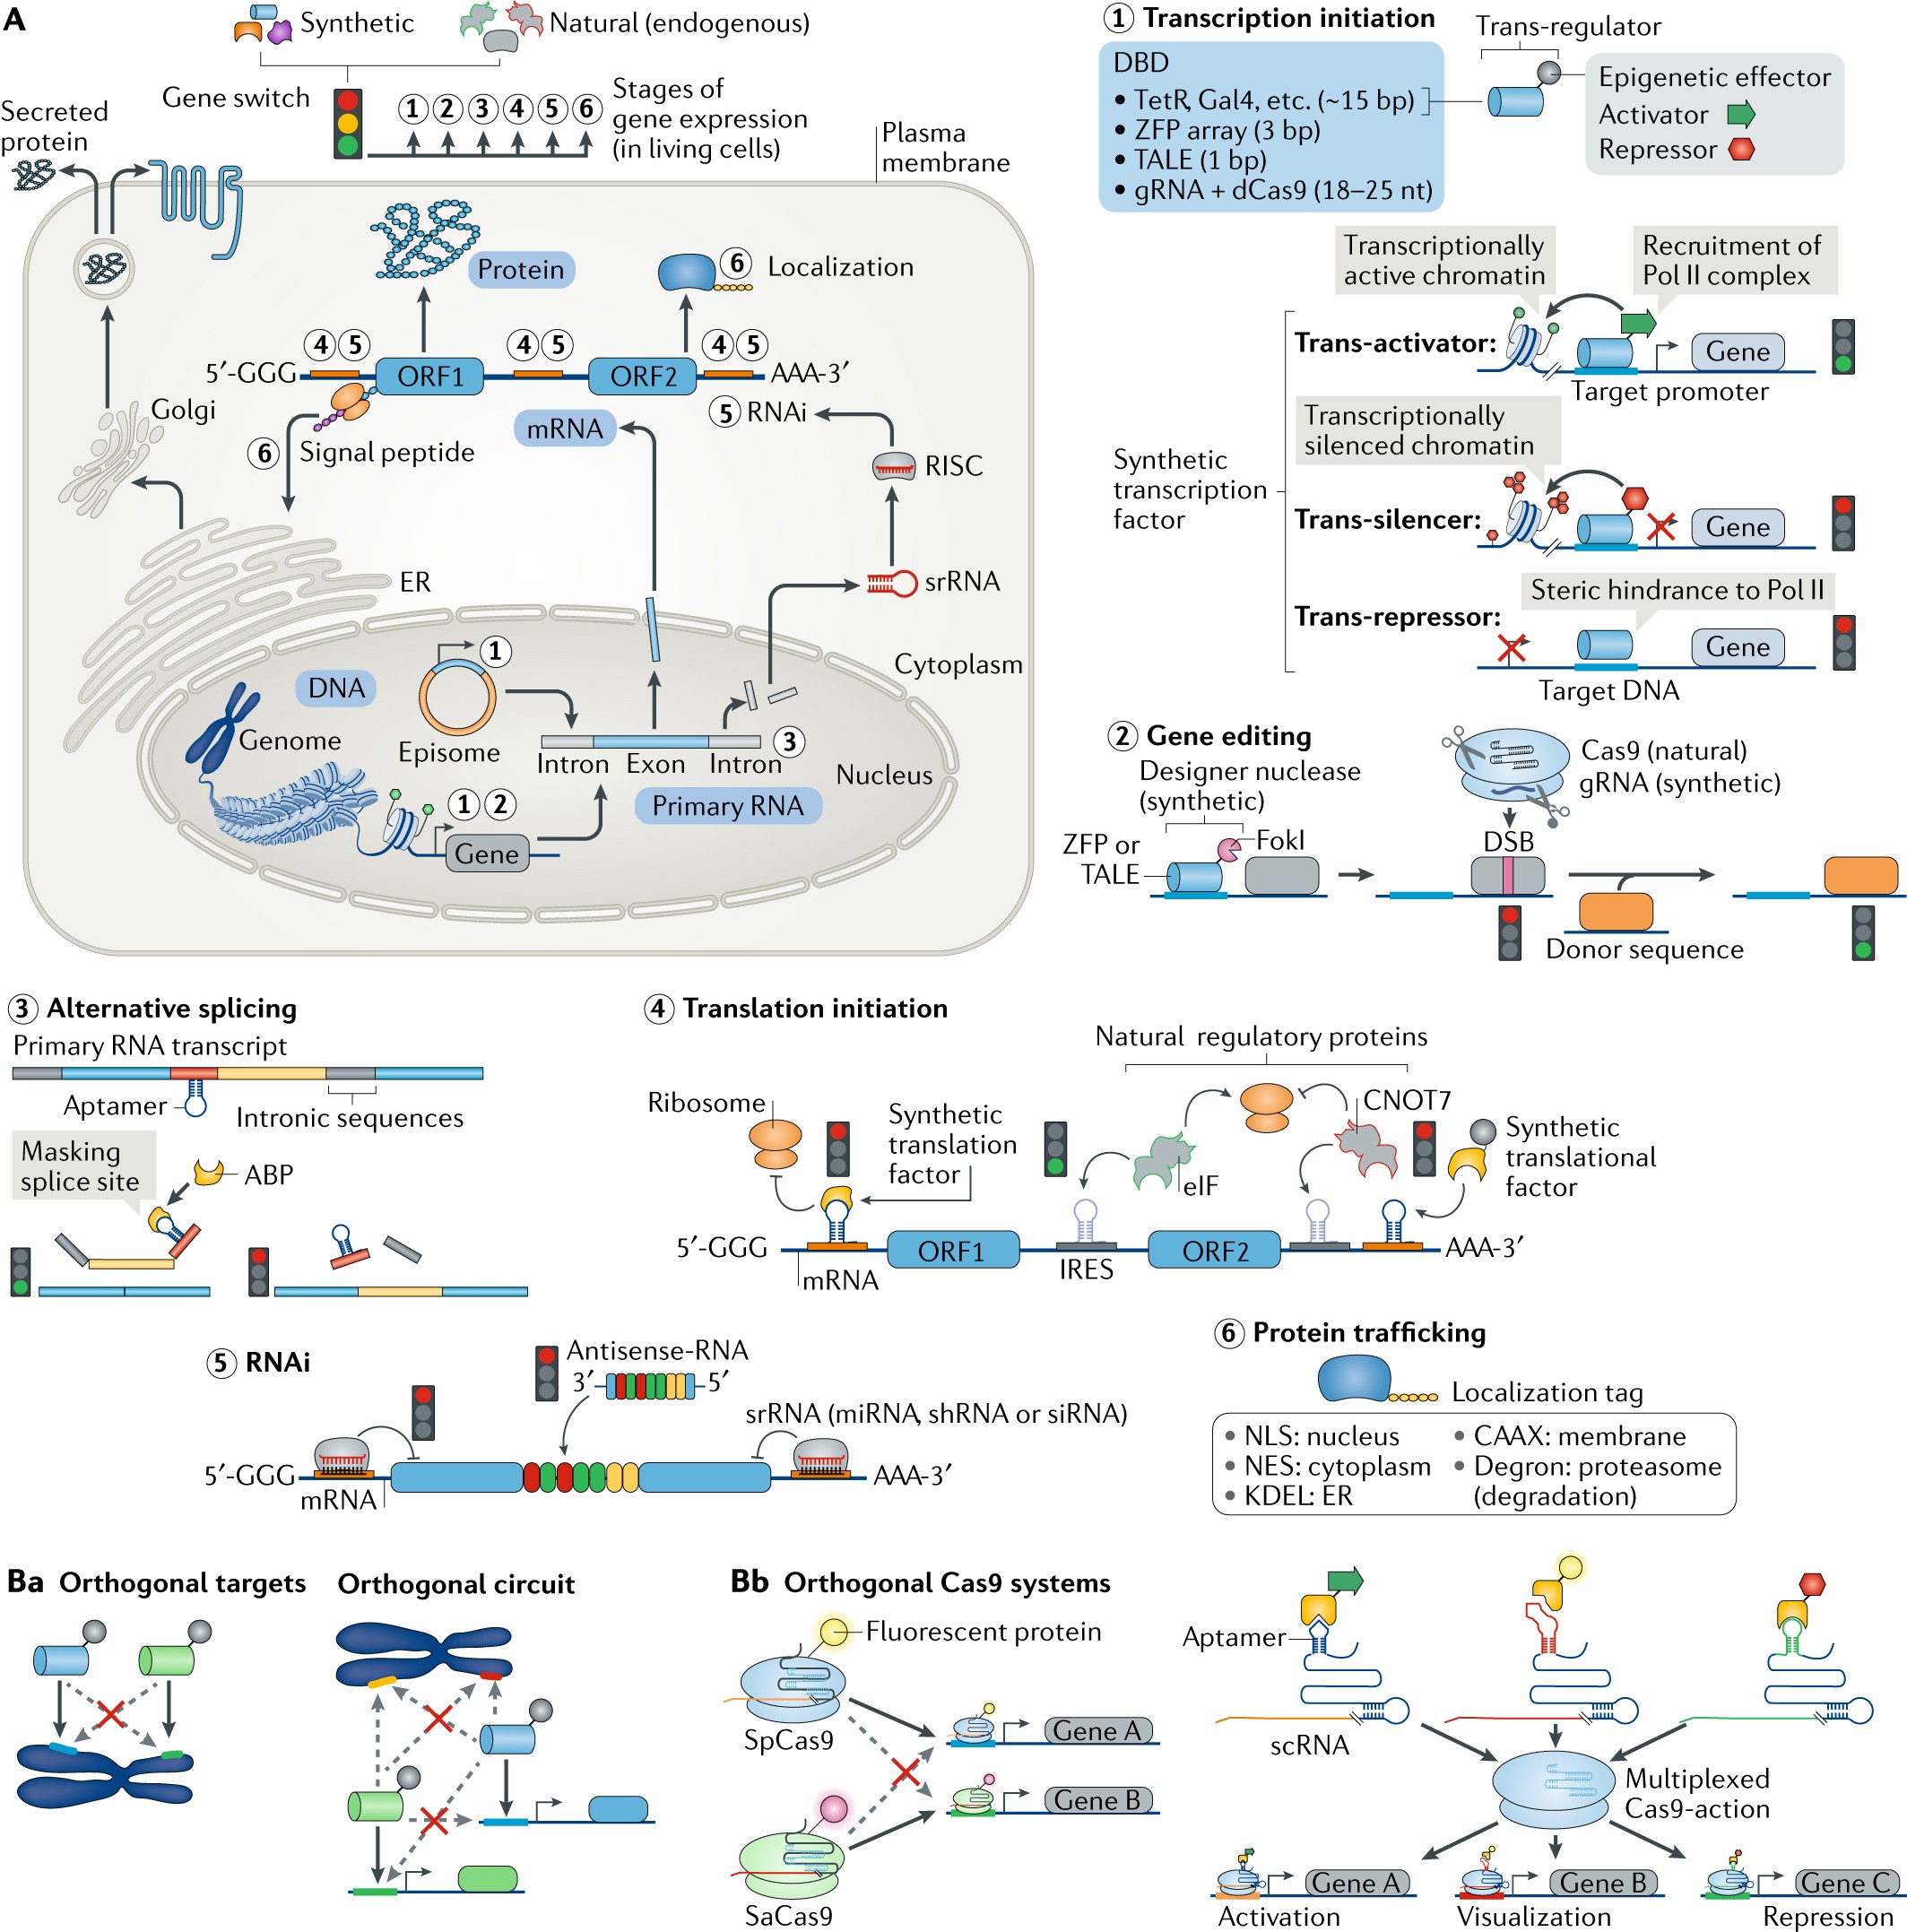 A
Synthetic
Natural (endogenous)
Gene switch
1 2 3 4 5 6
Stages of
gene expression
(in living cells)
Secreted
protein
Plasma
membrane
Protein
6 Localization
4 5
4 5
4 5
5′-GGG
ORF1
ORF2
AAA-3′
Golgi
mRNA
5 RNAi
6
Signal peptide
RISC
ER
srRNA
1
Cytoplasm
DNA
Genome
Episome
3
Intron
Exon
Intron
Nucleus
1 2
Primary RNA
Gene
1 Transcription initiation
Trans-regulator
DBD
• TetR, Gal4, etc. (~15 bp)
• ZFP array (3 bp)
• TALE (1 bp)
• gRNA + dCas9 (18–25 nt)
Epigenetic effector
Activator
Repressor
Transcriptionally
active chromatin
Recruitment of
Pol II complex
Trans-activator:
Gene
Target promoter
Transcriptionally
silenced chromatin
Synthetic
transcription
factor
Trans-silencer:
Gene
Steric hindrance to Pol II
Trans-repressor:
Gene
Target DNA
2 Gene editing
Designer nuclease
(synthetic)
Cas9 (natural)
gRNA (synthetic)
ZFP or
TALE
FokI
DSB
Donor sequence
3 Alternative splicing
Primary RNA transcript
Aptamer
Intronic sequences
Masking
splice site
ABP
4 Translation initiation
Natural regulatory proteins
Ribosome
Synthetic
translation
factor
CNOT7
Synthetic
translational
factor
eIF
5′-GGG
ORF1
ORF2
AAA-3′
mRNA
IRES
5 RNAi
Antisense-RNA
3′
5′
srRNA (miRNA, shRNA or siRNA)
5′-GGG
AAA-3′
mRNA
6 Protein trafficking
Localization tag
• NLS: nucleus
• NES: cytoplasm
• KDEL: ER
• CAAX: membrane
• Degron: proteasome
(degradation)
Ba Orthogonal targets
Orthogonal circuit
Bb Orthogonal Cas9 systems
Fluorescent protein
SpCas9
Gene A
Gene B
SaCas9
Aptamer
scRNA
Multiplexed
Cas9-action
Gene A
Gene B
Gene C
Activation
Visualization
Repression